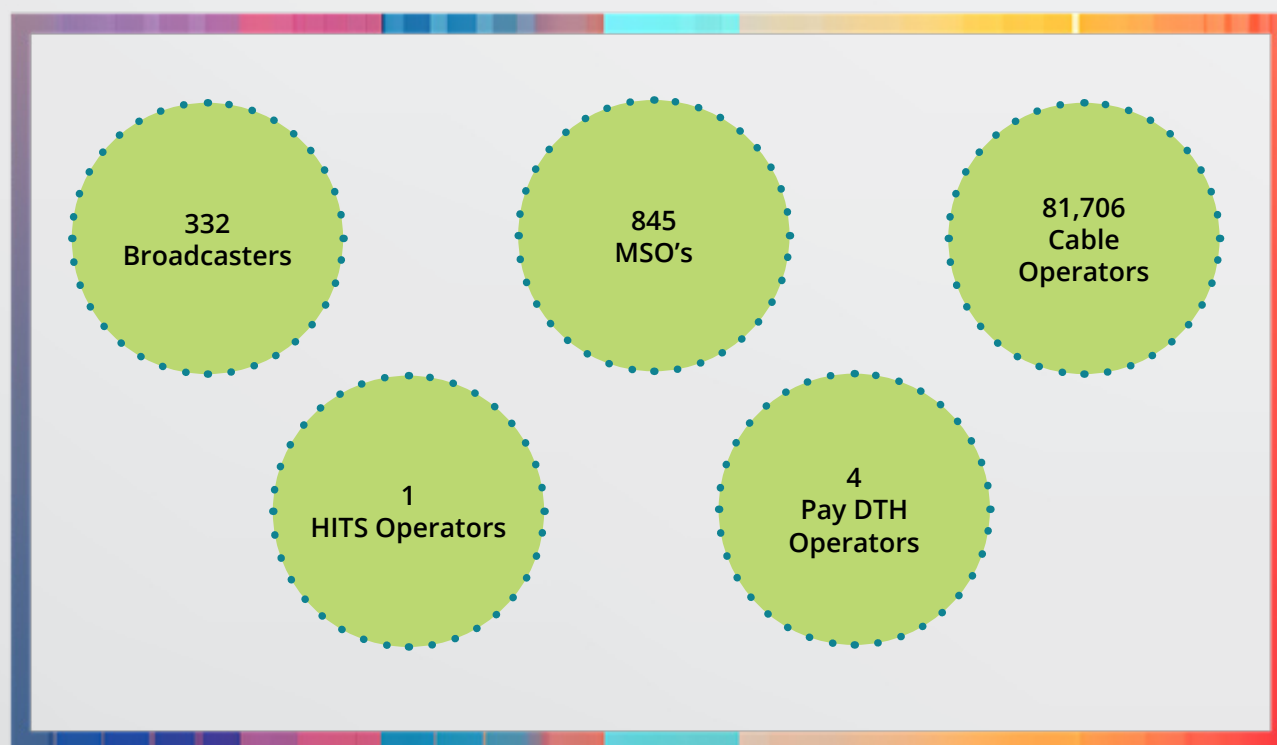 332
Broadcasters
845
MSO’s
81,706
Cable
Operators
1
HITS Operators
4
Pay DTH
Operators